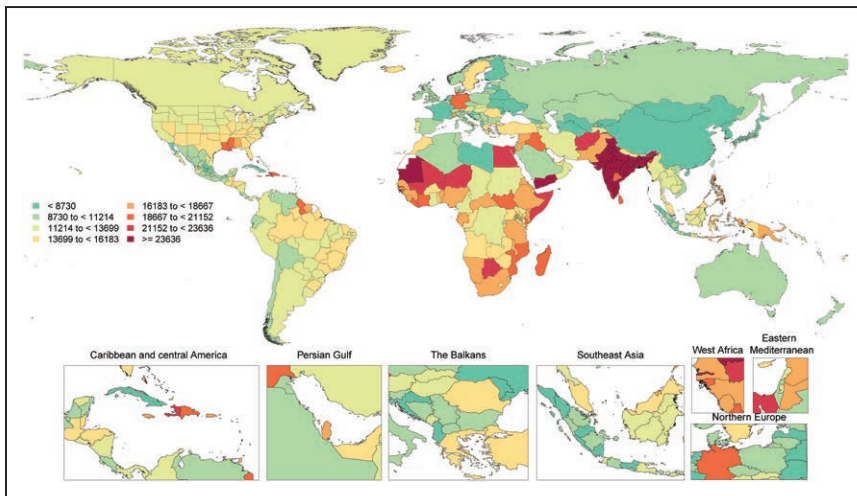 < 8730
8730 to < 11214
11214 to < 13699
13699 to < 16183
16183 to < 18667
18667 to < 21152
21152 to < 23636
>= 23636
Caribbean and central America
Persian Gulf
The Balkans
Southeast Asia
West Africa
Eastern
Mediterranean
Northern Europe